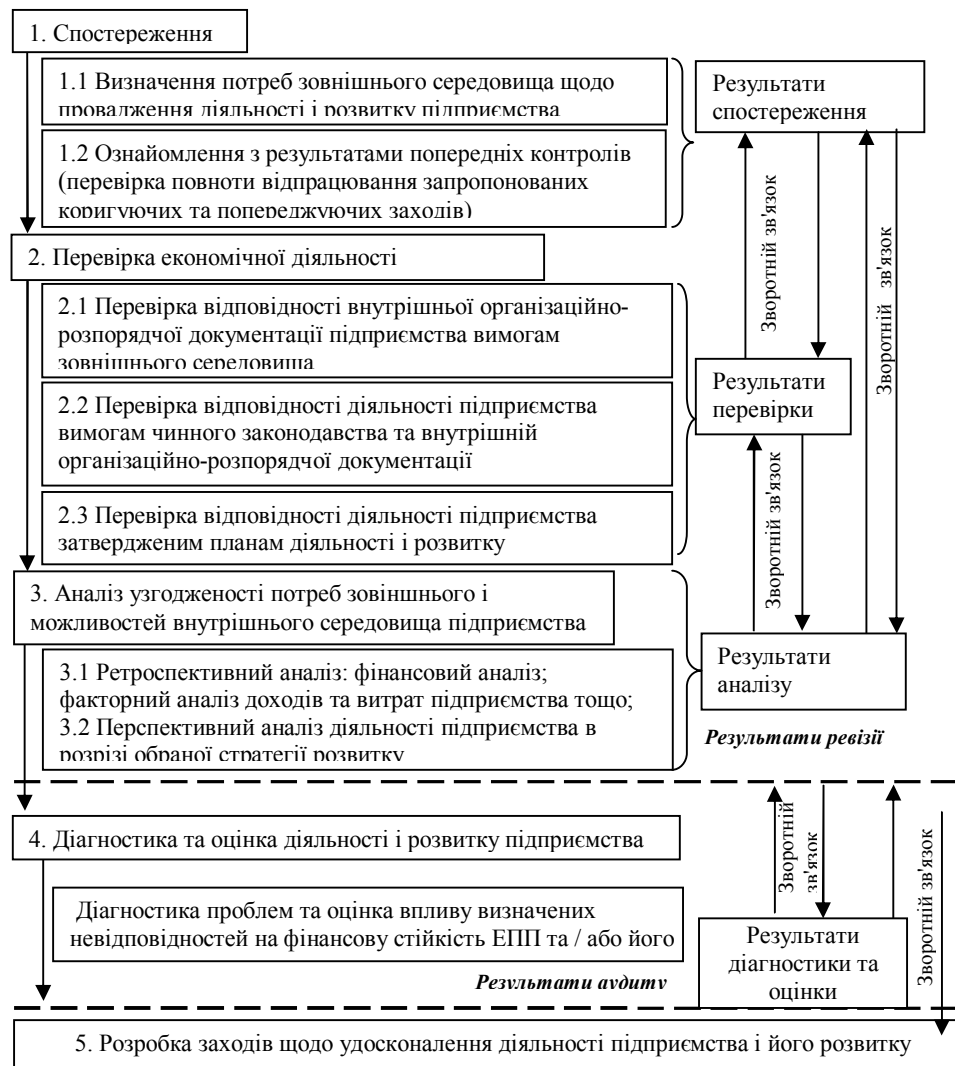 1. Спостереження
1.1 Визначення потреб зовнішнього середовища щодо
провадження діяльності і розвитку підприємства
1.2 Ознайомлення з результатами попередніх контролів
(перевірка повноти відпрацювання запропонованих
коригуючих та попереджуючих заходів)
Результати
спостереження
Зворотній зв'язок
Зворотній зв'язок
2. Перевірка економічної діяльності
2.1 Перевірка відповідності внутрішньої організаційно-
розпорядчої документації підприємства вимогам
зовнішнього середовища
2.2 Перевірка відповідності діяльності підприємства
вимогам чинного законодавства та внутрішній
організаційно-розпорядчої документації
2.3 Перевірка відповідності діяльності підприємства
затвердженим планам діяльності і розвитку
Результати
перевірки
Зворотній зв'язок
3. Аналіз узгодженості потреб зовіншнього і
можливостей внутрішнього середовища підприємства
3.1 Ретроспективний аналіз: фінансовий аналіз;
факторний аналіз доходів та витрат підприємства тощо;
3.2 Перспективний аналіз діяльності підприємства в
розрізі обраної стратегії розвитку
Результати
аналізу
Результати ревізії
4. Діагностика та оцінка діяльності і розвитку підприємства
Діагностика проблем та оцінка впливу визначених
невідповідностей на фінансову стійкість ЕПП та / або його
Зворотній
зв'язок
Зворотній зв'язок
Результати
діагностики та
оцінки
Результати аудиту
5. Розробка заходів щодо удосконалення діяльності підприємства і його розвитку